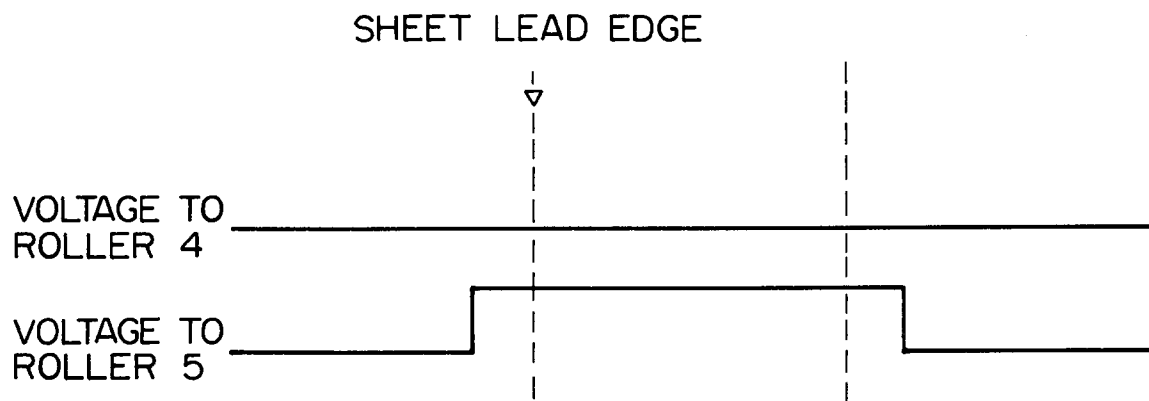 SHEET LEAD EDGE
VOLTAGE TO
ROLLER 4
VOLTAGE TO
ROLLER 5